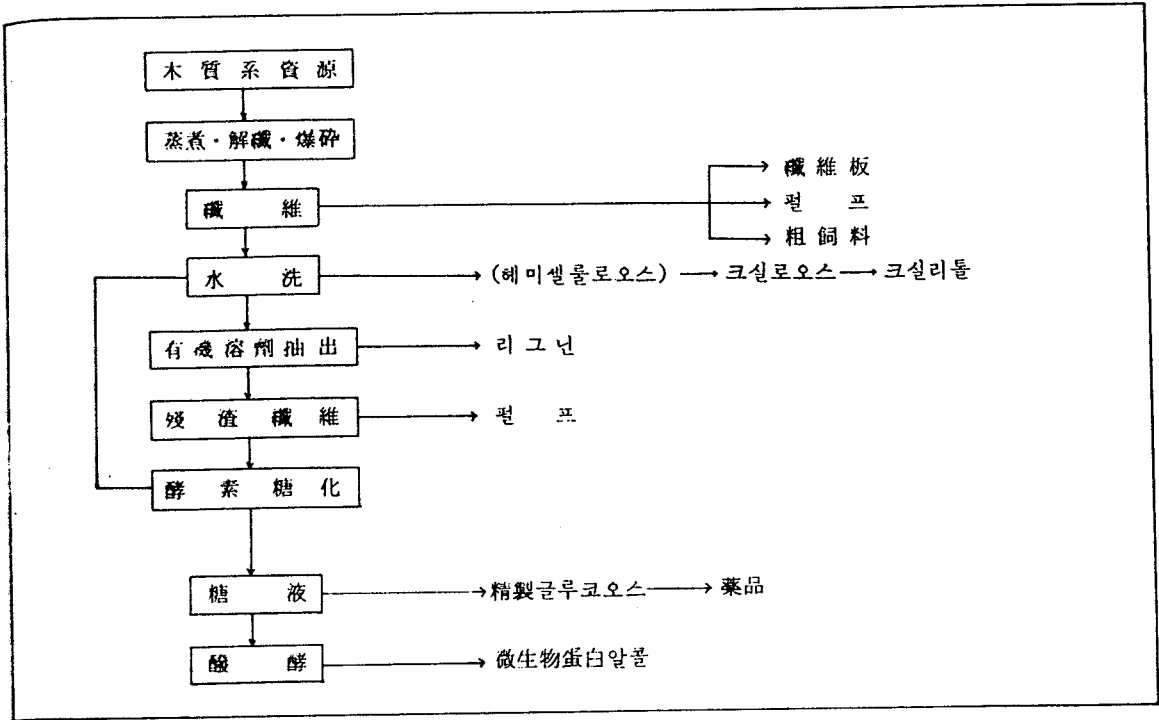 木質系資源
蒸煮·解纖·爆碎
纖維
纖維板
펄프
粗飼料
水洗
(헤미셀룰로오스)
크실로오스
크실리톨
有機溶劑抽出
리그닌
殘渣纖維
펄프
酵素糖化
糖液
精製글루코오스
薬品
醱酵
微生物蛋白알콜